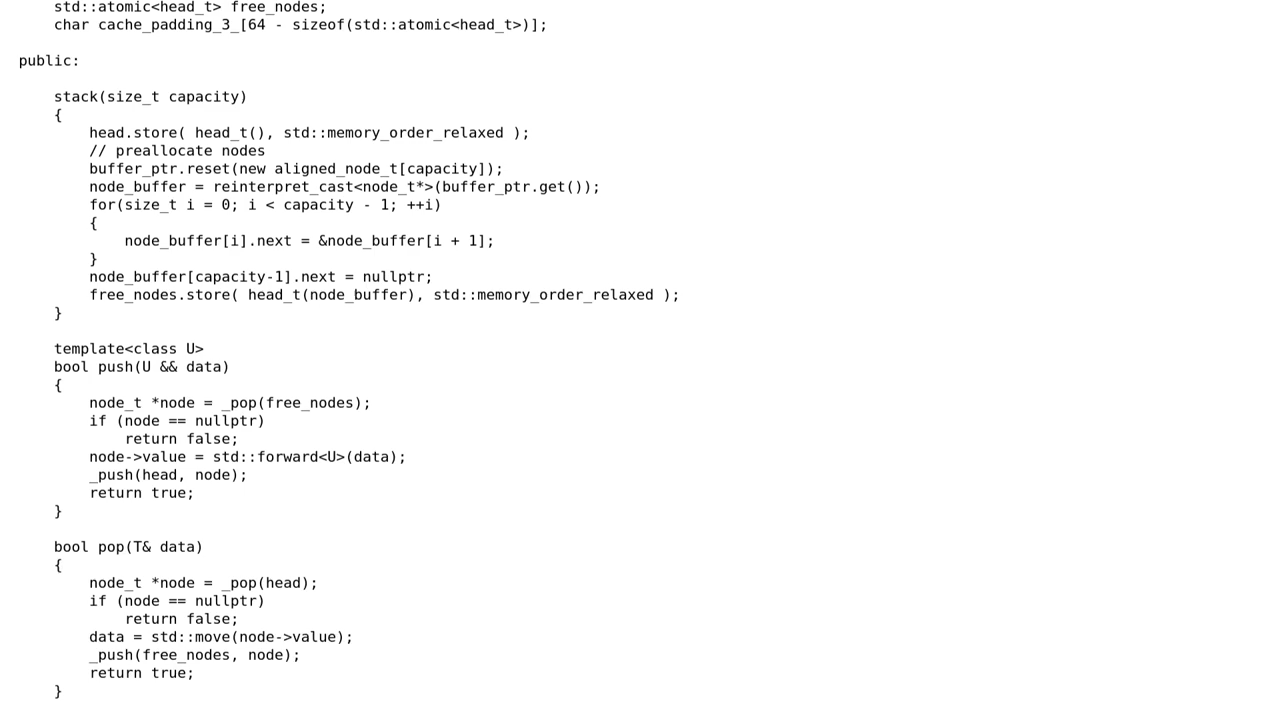 std::atomic<head_t> free_nodes;
    char cache_padding_3_[64 - sizeof(std::atomic<head_t>)];

public:

    stack(size_t capacity)
    {
        head.store( head_t(), std::memory_order_relaxed );
        // preallocate nodes
        buffer_ptr.reset(new aligned_node_t[capacity]);
        node_buffer = reinterpret_cast<node_t*>(buffer_ptr.get());
        for(size_t i = 0; i < capacity - 1; ++i)
        {
            node_buffer[i].next = &node_buffer[i + 1];
        }
        node_buffer[capacity-1].next = nullptr;
        free_nodes.store( head_t(node_buffer), std::memory_order_relaxed );
    }

    template<class U>
    bool push(U && data)
    {
        node_t *node = _pop(free_nodes);
        if (node == nullptr)
            return false;
        node->value = std::forward<U>(data);
        _push(head, node);
        return true;
    }

    bool pop(T& data)
    {
        node_t *node = _pop(head);
        if (node == nullptr)
            return false;
        data = std::move(node->value);
        _push(free_nodes, node);
        return true;
    }